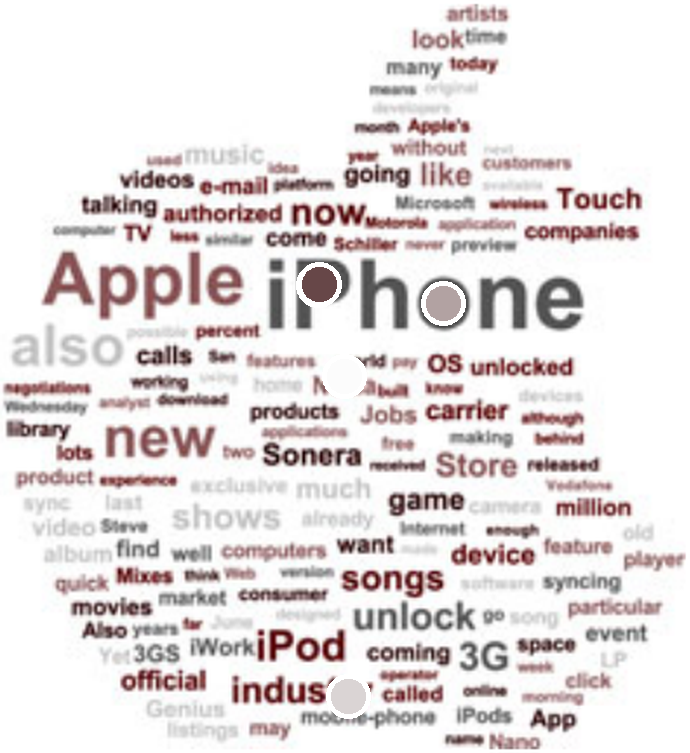 artists
look time
many today
means original
developers
month Apple's
year without next
used music idea customers
videos e-mail platform going like available
talking authorized now Microsoft wireless Touch
Motorola application
computer TV less similar come Schiller never preview companies
Apple iPhone
also possible percent
calls San features pay OS unlocked
negotiations working using home built know devices
Wednesday analyst download products Jobs carrier although
library applications
lots new two Sonera free making behind
received Store released
product experience exclusive much Vodafone
sync last game camera million
video Steve shows already Internet enough old
album find well computers want made device feature player
quick Mixes think Web version songs software syncing
movies market consumer designed unlock go song particular
Also years far June event
Yet 3GS iWork iPod coming 3G space LP
week
official operator called online click
morning
Genius mobile-phone iPods App
listings may name Nano